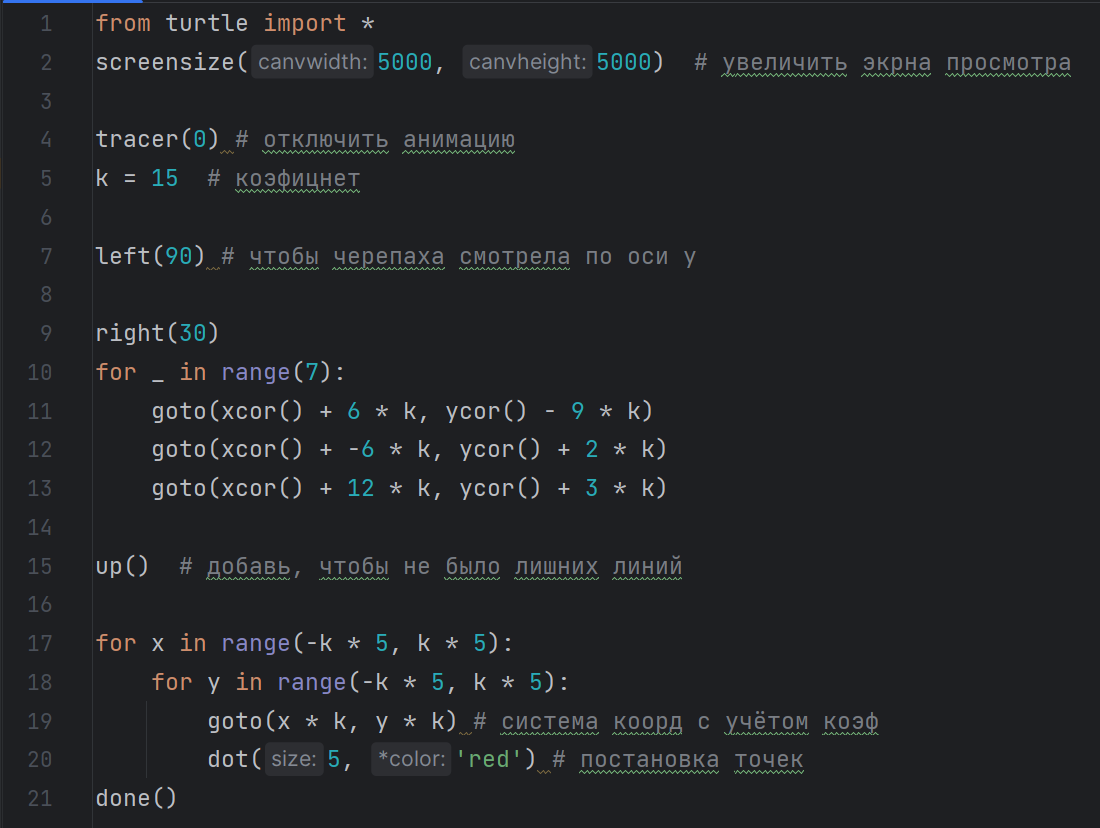 1 from turtle import *
2 screensize(canvwidth: 5000, canvheight: 5000)  # увеличить экрна просмотра
3
4 tracer(0) # отключить анимацию
5 k = 15  # коэфицнет
6
7 left(90) # чтобы черепаха смотрела по оси y
8
9 right(30)
10 for _ in range(7):
11     goto(xcor() + 6 * k, ycor() - 9 * k)
12     goto(xcor() + -6 * k, ycor() + 2 * k)
13     goto(xcor() + 12 * k, ycor() + 3 * k)
14
15 up()  # добавь, чтобы не было лишних линий
16
17 for x in range(-k * 5, k * 5):
18     for y in range(-k * 5, k * 5):
19         goto(x * k, y * k) # система коорд с учётом коэф
20         dot(size: 5, *color: 'red') # постановка точек
21 done()